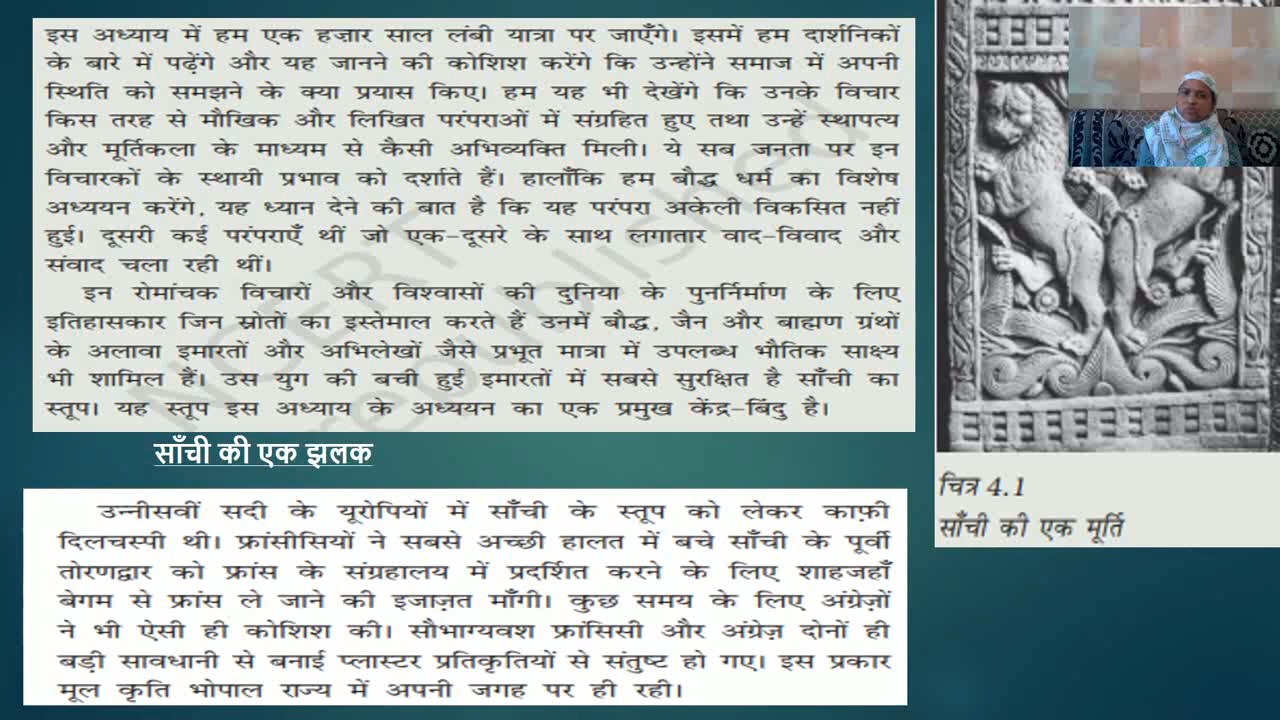 इस अध्याय में हम एक हज़ार साल लंबी यात्रा पर जाएँगे। इसमें हम दार्शनिकों
के बारे में पढ़ेंगे और यह जानने की कोशिश करेंगे कि उन्होंने समाज में अपनी
स्थिति को समझने के क्या प्रयास किए। हम यह भी देखेंगे कि उनके विचार
किस तरह से मौखिक और लिखित परंपराओं में संग्रहित हुए तथा उन्हें स्थापत्य
और मूर्तिकला के माध्यम से कैसी अभिव्यक्ति मिली। ये सब जनता पर इन
विचारकों के स्थायी प्रभाव को दर्शाते हैं। हालाँकि हम बौद्ध धर्म का विशेष
अध्ययन करेंगे, यह ध्यान देने की बात है कि यह परंपरा अकेली विकसित नहीं
हुई। दूसरी कई परंपराएँ थीं जो एक-दूसरे के साथ लगातार वाद-विवाद और
संवाद चला रही थीं।
इन रोमांचक विचारों और विश्वासों की दुनिया के पुनर्निर्माण के लिए
इतिहासकार जिन स्रोतों का इस्तेमाल करते हैं उनमें बौद्ध, जैन और ब्राह्मण ग्रंथों
के अलावा इमारतों और अभिलेखों जैसे प्रभूत मात्रा में उपलब्ध भौतिक साक्ष्य
भी शामिल हैं। उस युग की बची हुई इमारतों में सबसे सुरक्षित है साँची का
स्तूप। यह स्तूप इस अध्याय के अध्ययन का एक प्रमुख केंद्र-बिंदु है।
साँची की एक झलक
उन्नीसवीं सदी के यूरोपियों में साँची के स्तूप को लेकर काफ़ी
दिलचस्पी थी। फ्रांसीसियों ने सबसे अच्छी हालत में बचे साँची के पूर्वी
तोरणद्वार को फ्रांस के संग्रहालय में प्रदर्शित करने के लिए शाहजहाँ
बेगम से फ्रांस ले जाने की इजाज़त माँगी। कुछ समय के लिए अंग्रेज़ों
ने भी ऐसी ही कोशिश की। सौभाग्यवश फ्रांसिसी और अंग्रेज़ दोनों ही
बड़ी सावधानी से बनाई प्लास्टर प्रतिकृतियों से संतुष्ट हो गए। इस प्रकार
मूल कृति भोपाल राज्य में अपनी जगह पर ही रही।
चित्र 4.1
साँची की एक मूर्ति
NCERT
republished